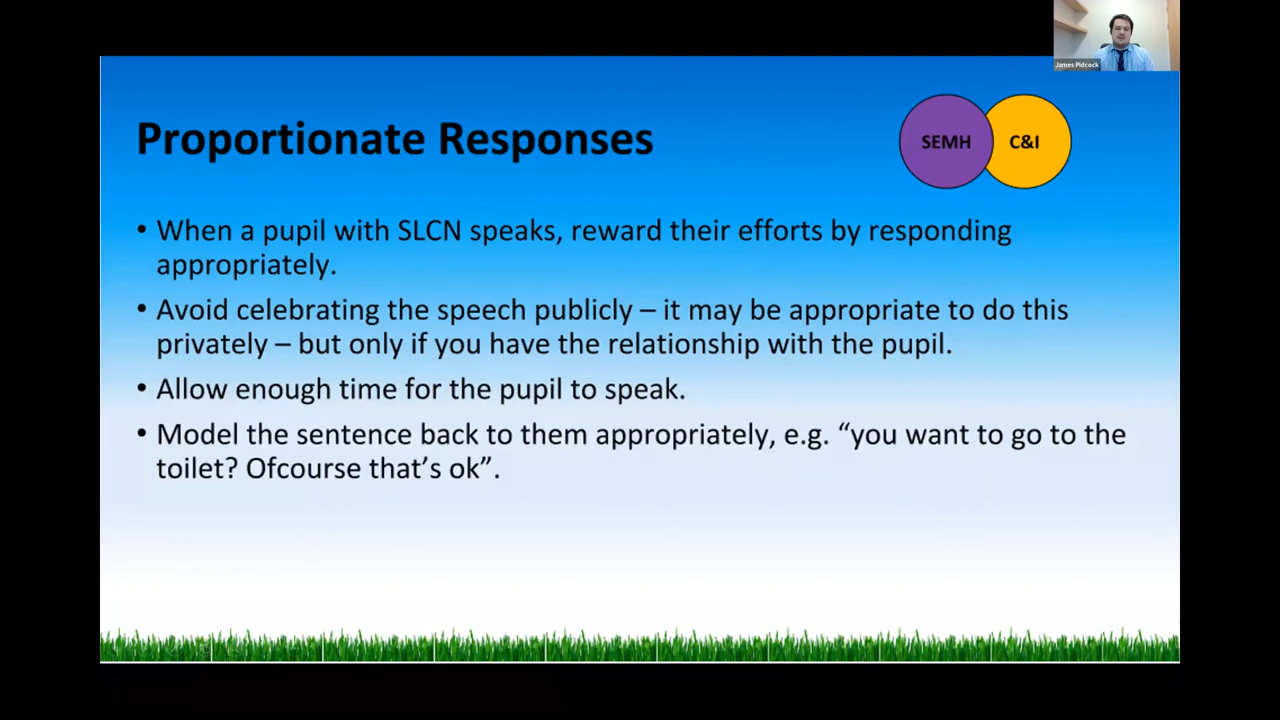 James Pidcock
Proportionate Responses
SEMH
C&I
• When a pupil with SLCN speaks, reward their efforts by responding
appropriately.
• Avoid celebrating the speech publicly – it may be appropriate to do this
privately – but only if you have the relationship with the pupil.
• Allow enough time for the pupil to speak.
• Model the sentence back to them appropriately, e.g. “you want to go to the
toilet? Ofcourse that’s ok”.